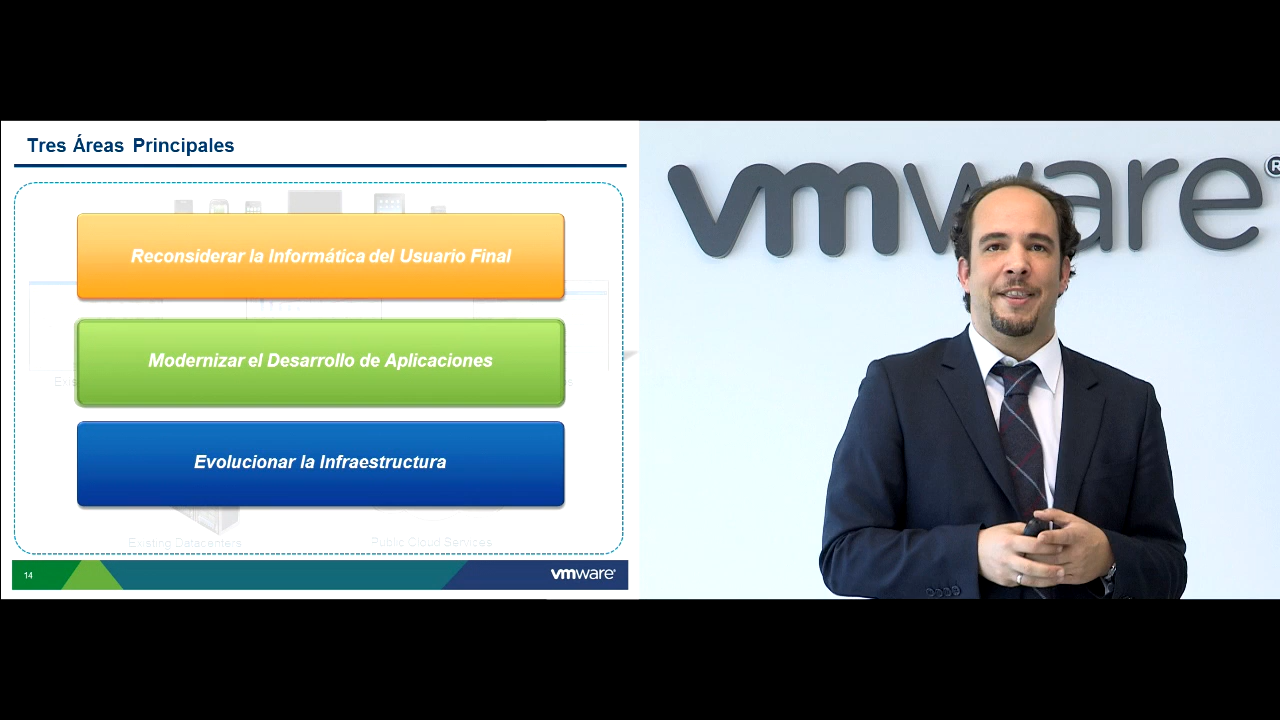 Tres Áreas Principales
Reconsiderar la Informática del Usuario Final
Modernizar el Desarrollo de Aplicaciones
Evolucionar la Infraestructura
Existing Datacenters
Public Cloud Services
14
vmware®
vmware®